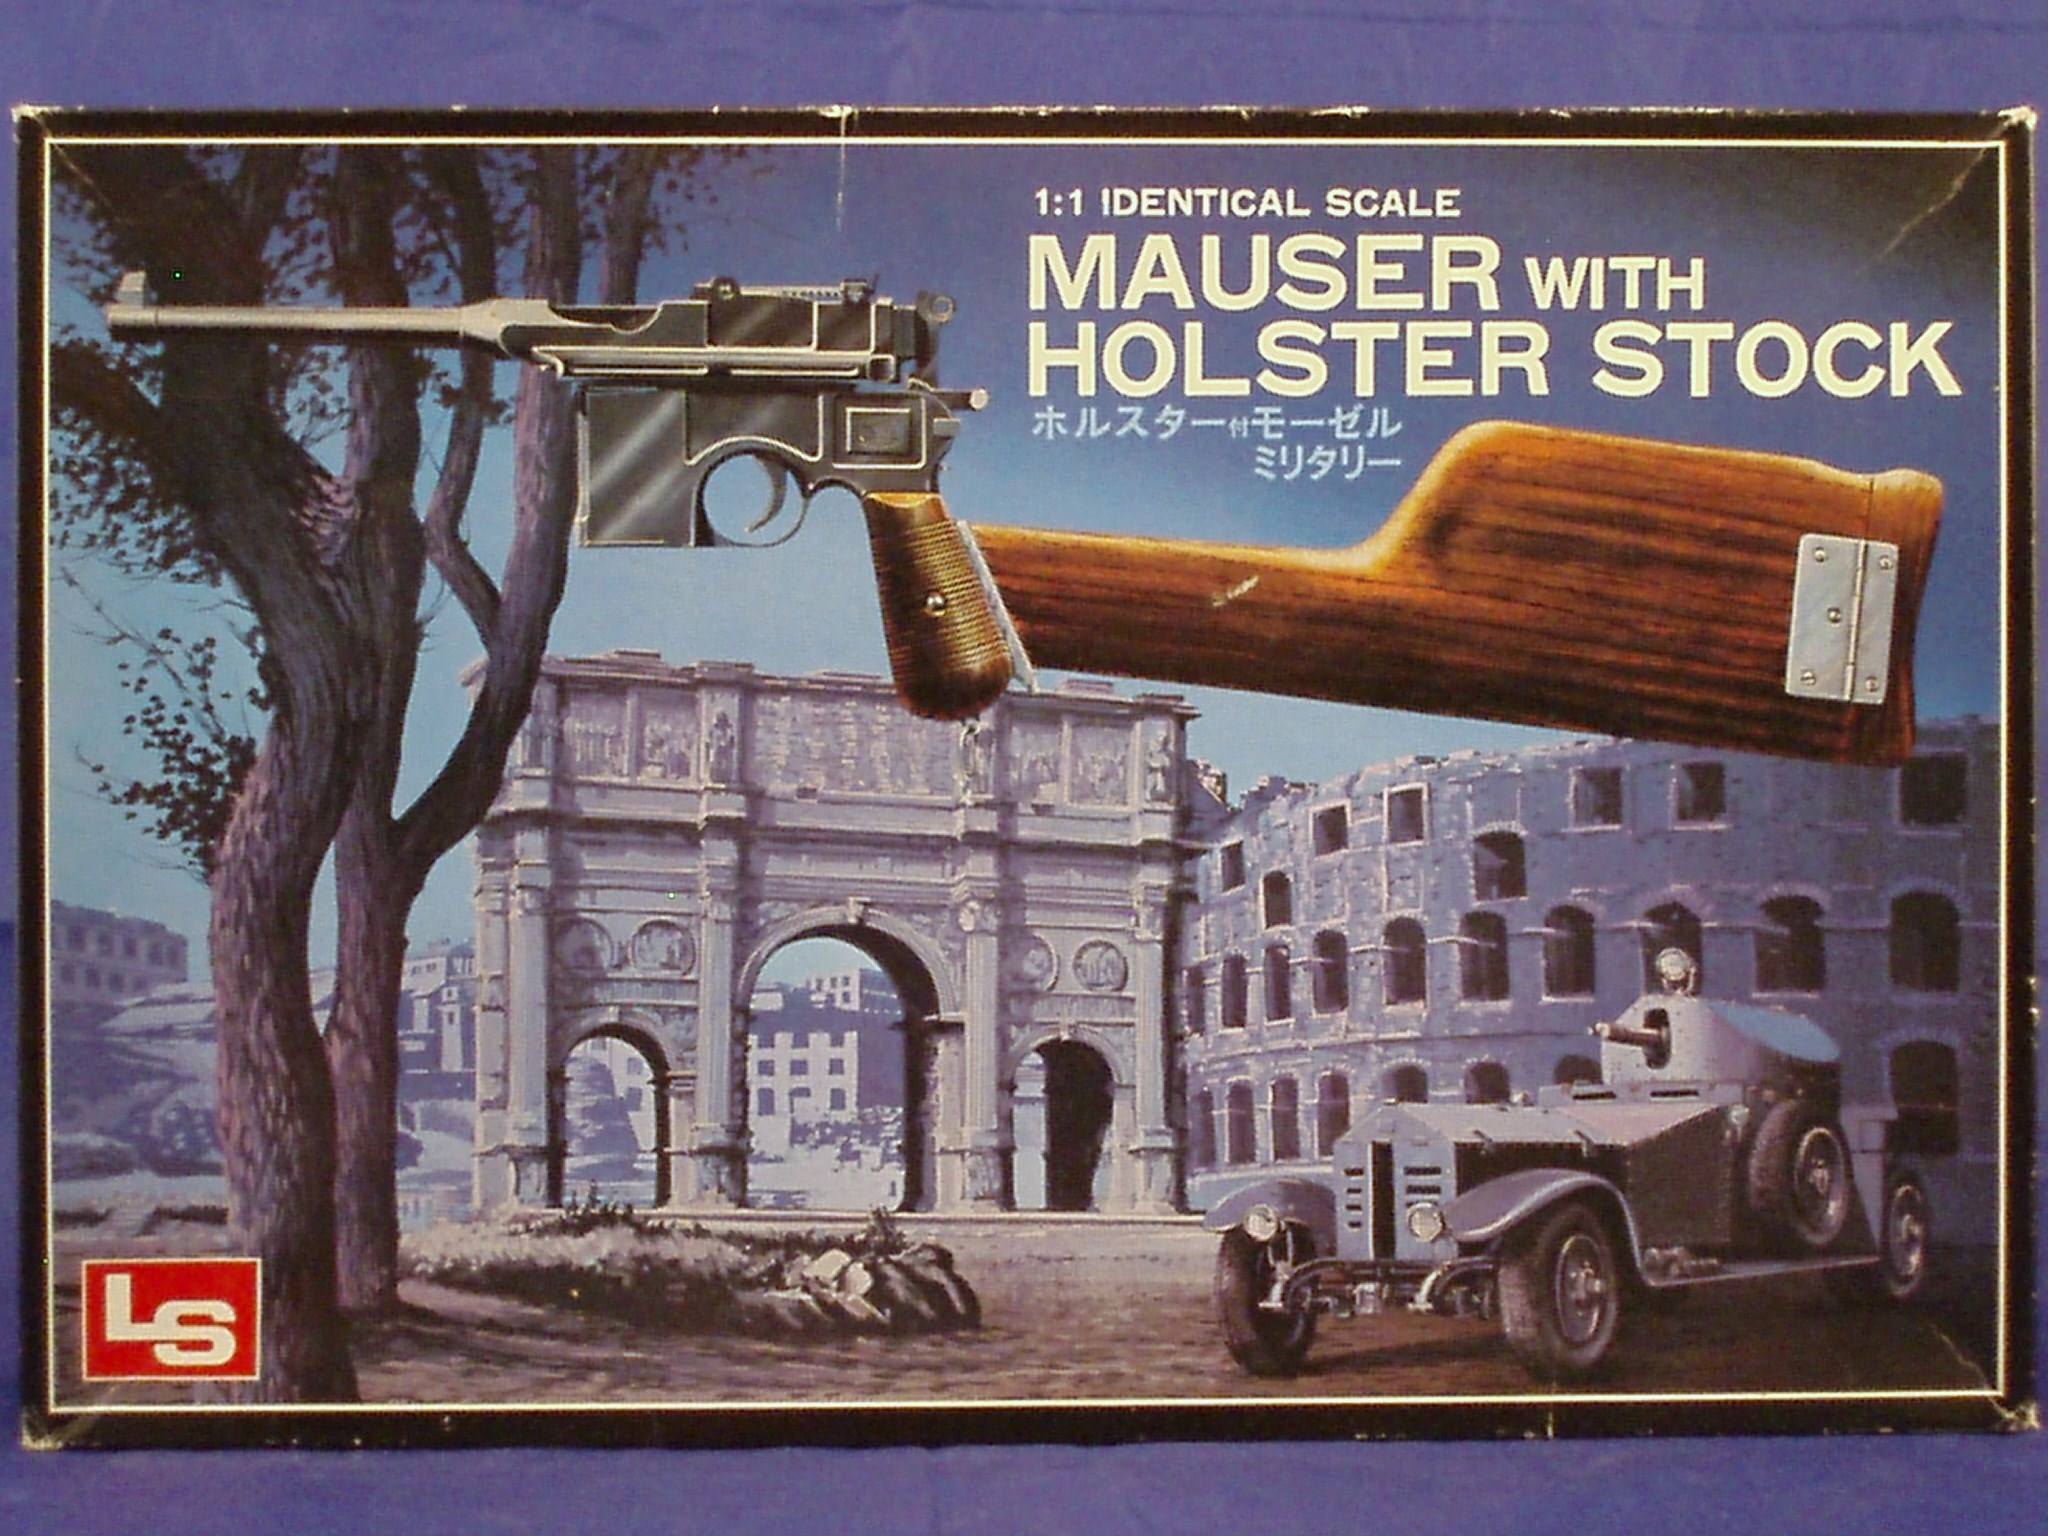 1:1 IDENTICAL SCALE
MAUSER WITH
HOLSTER STOCK
ホルスター付モーゼル
ミリタリー
LS